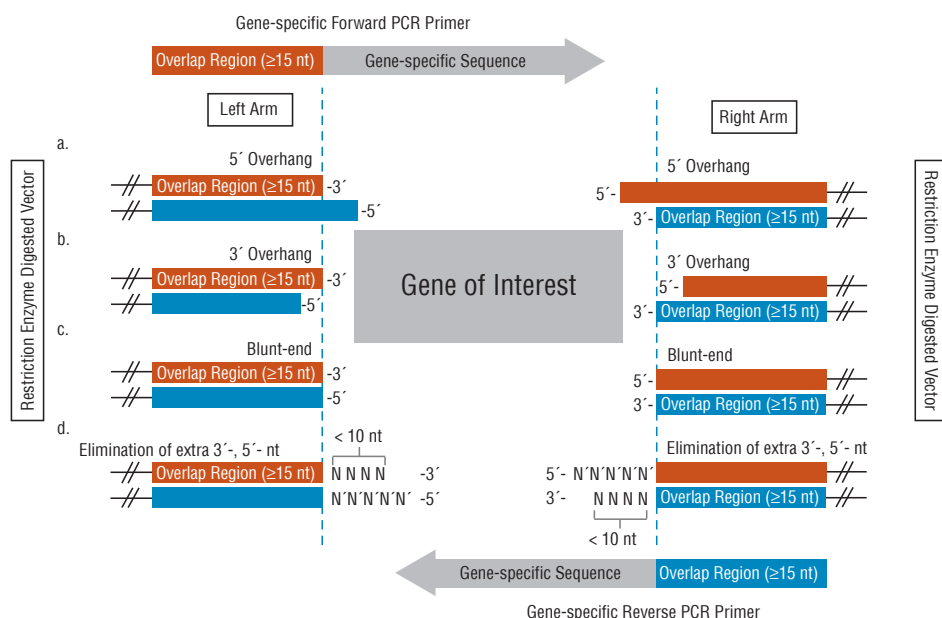 Gene-specific Forward PCR Primer
Overlap Region (≥15 nt)
Gene-specific Sequence
Left Arm
Right Arm
Restriction Enzyme Digested Vector
Restriction Enzyme Digested Vector
a.
5´ Overhang
5´ Overhang
Overlap Region (≥15 nt) -3´
5´-
-5´
3´- Overlap Region (≥15 nt)
b.
3´ Overhang
3´ Overhang
Overlap Region (≥15 nt) -3´
5´-
-5´
3´- Overlap Region (≥15 nt)
Gene of Interest
c.
Blunt-end
Blunt-end
Overlap Region (≥15 nt) -3´
5´-
-5´
3´- Overlap Region (≥15 nt)
d.
< 10 nt
Elimination of extra 3´-, 5´- nt
Elimination of extra 3´-, 5´- nt
Overlap Region (≥15 nt) N N N N -3´
5´- N´N´N´N´N´
N´N´N´N´N´ -5´
3´- N N N N Overlap Region (≥15 nt)
< 10 nt
Gene-specific Sequence
Overlap Region (≥15 nt)
Gene-specific Reverse PCR Primer